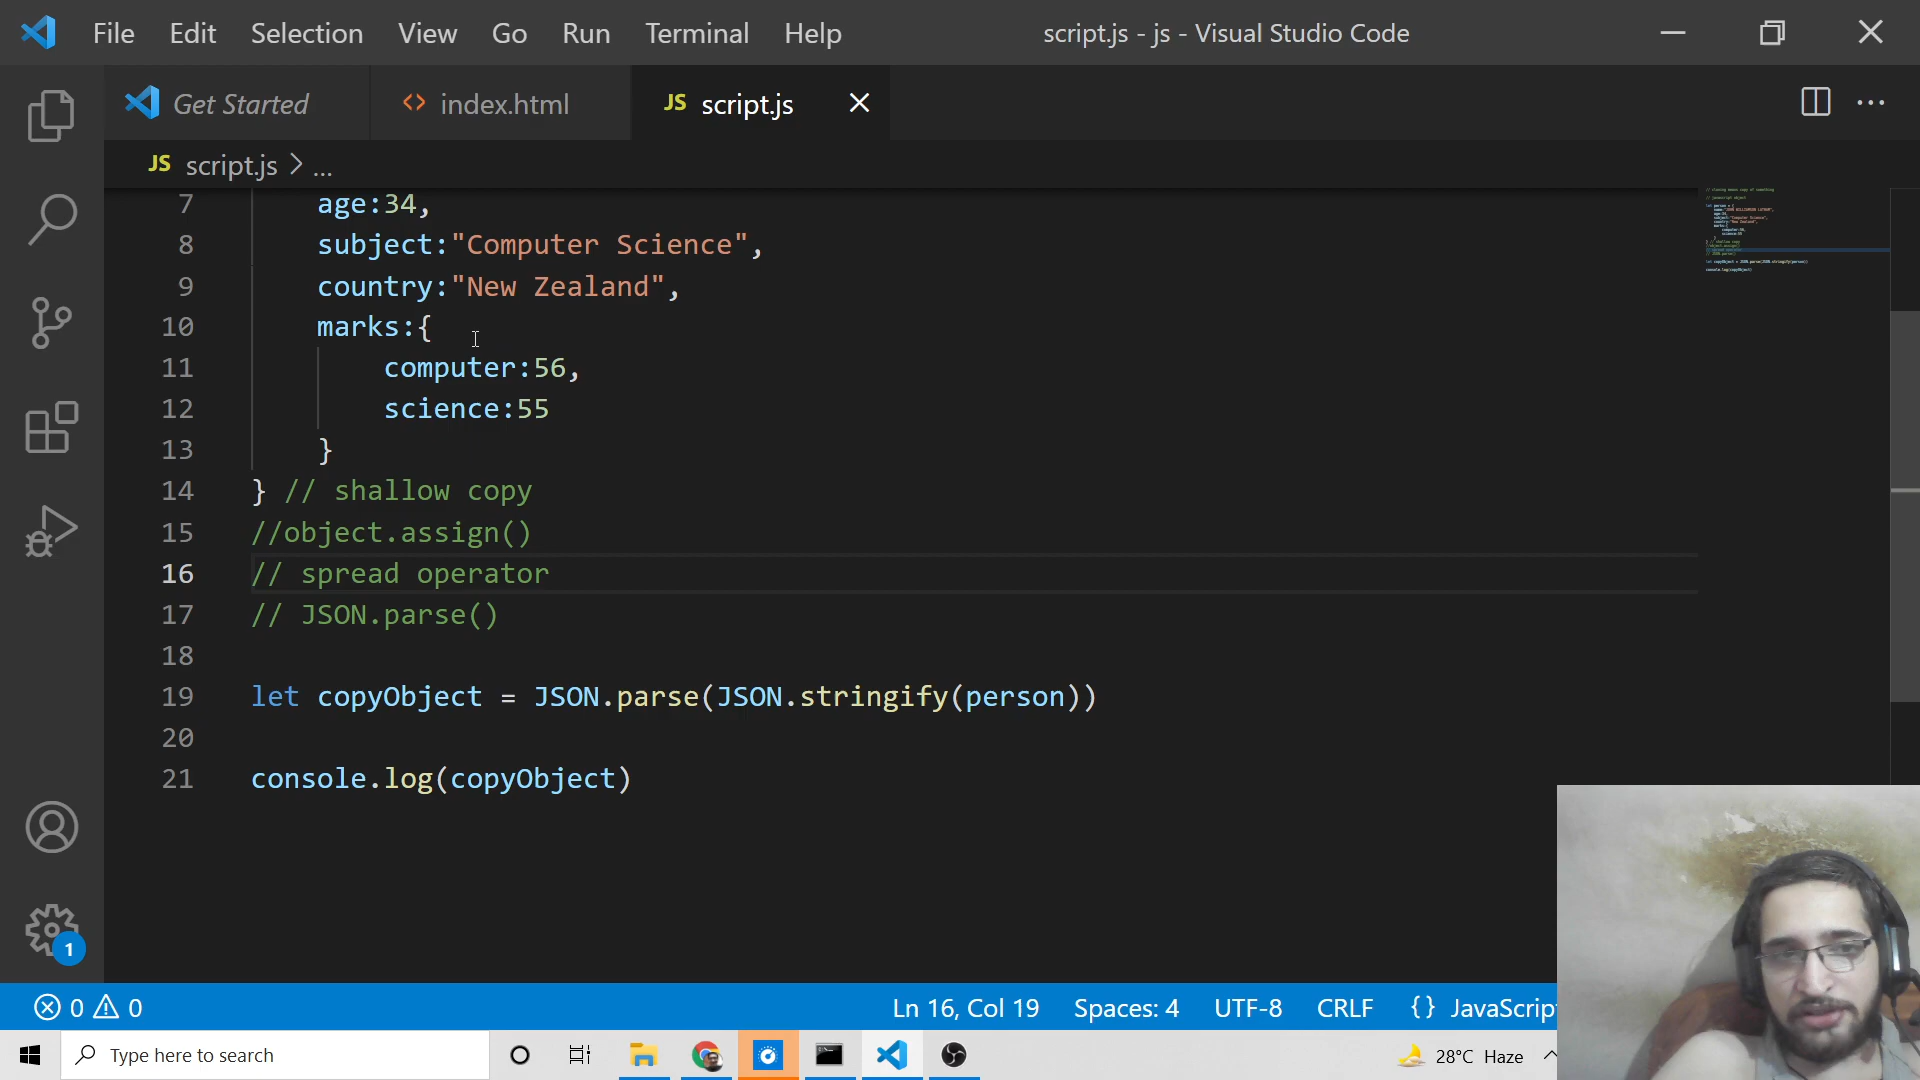 File Edit Selection View Go Run Terminal Help script.js - js - Visual Studio Code
Get Started index.html JS script.js
JS script.js > ...
7 age:34,
8 subject:"Computer Science",
9 country:"New Zealand",
10 marks:{
11 computer:56,
12 science:55
13 }
14 } // shallow copy
15 //object.assign()
16 // spread operator
17 // JSON.parse()
18
19 let copyObject = JSON.parse(JSON.stringify(person))
20
21 console.log(copyObject)
1
0 0 Ln 16, Col 19 Spaces: 4 UTF-8 CRLF {} JavaScrip
Type here to search 28°C Haze